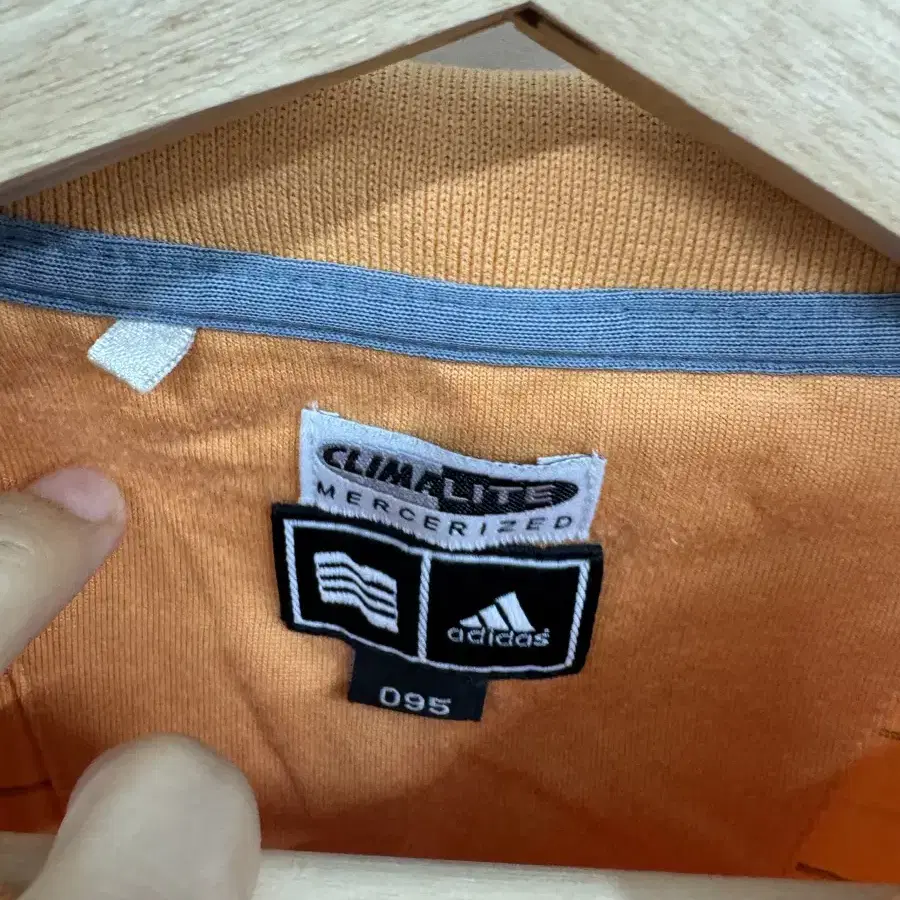 CLIMALITE
MERCERIZED
adidas
095